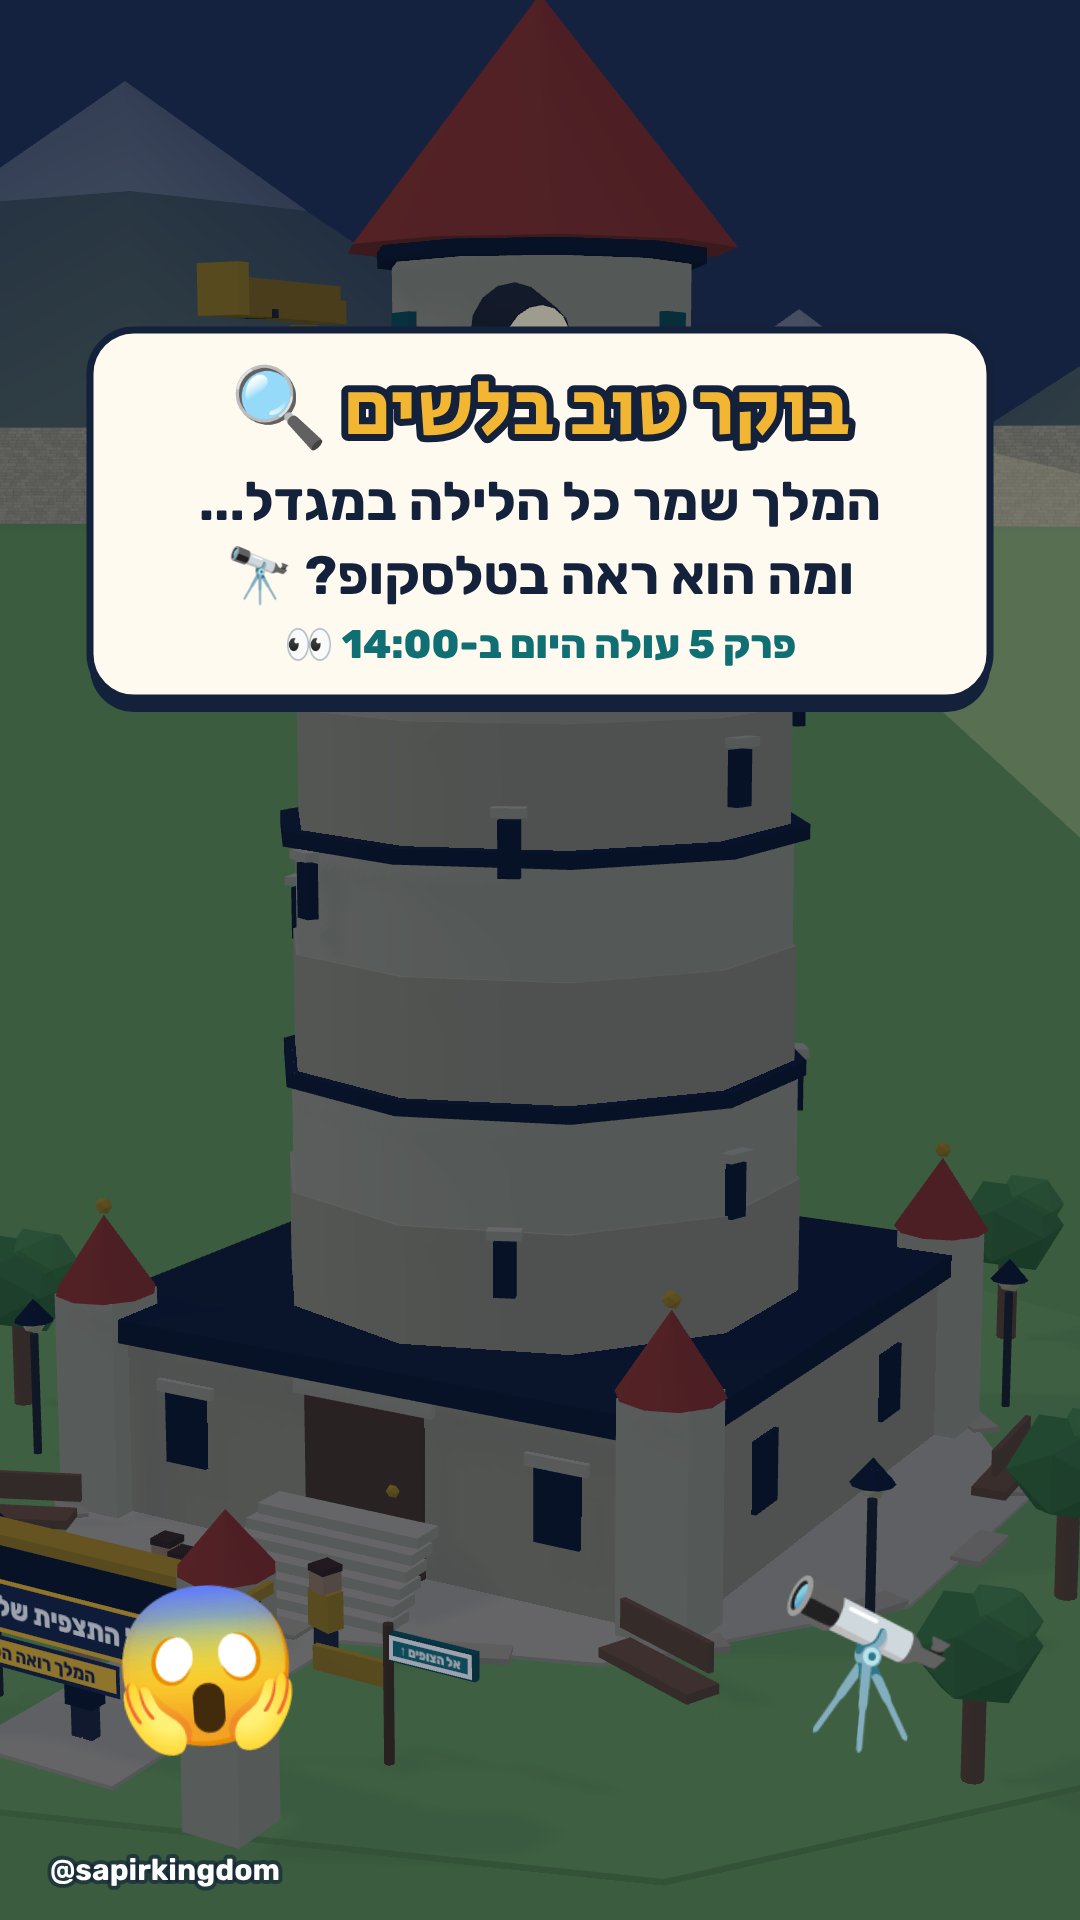 בוקר טוב בלשים 🔍
המלך שמר כל הלילה במגדל...
ומה הוא ראה בטלסקופ? 🔭
פרק 5 עולה היום ב-14:00 👀
התצפית של
המלך רואה
אל הצופים ↑
@sapirkingdom